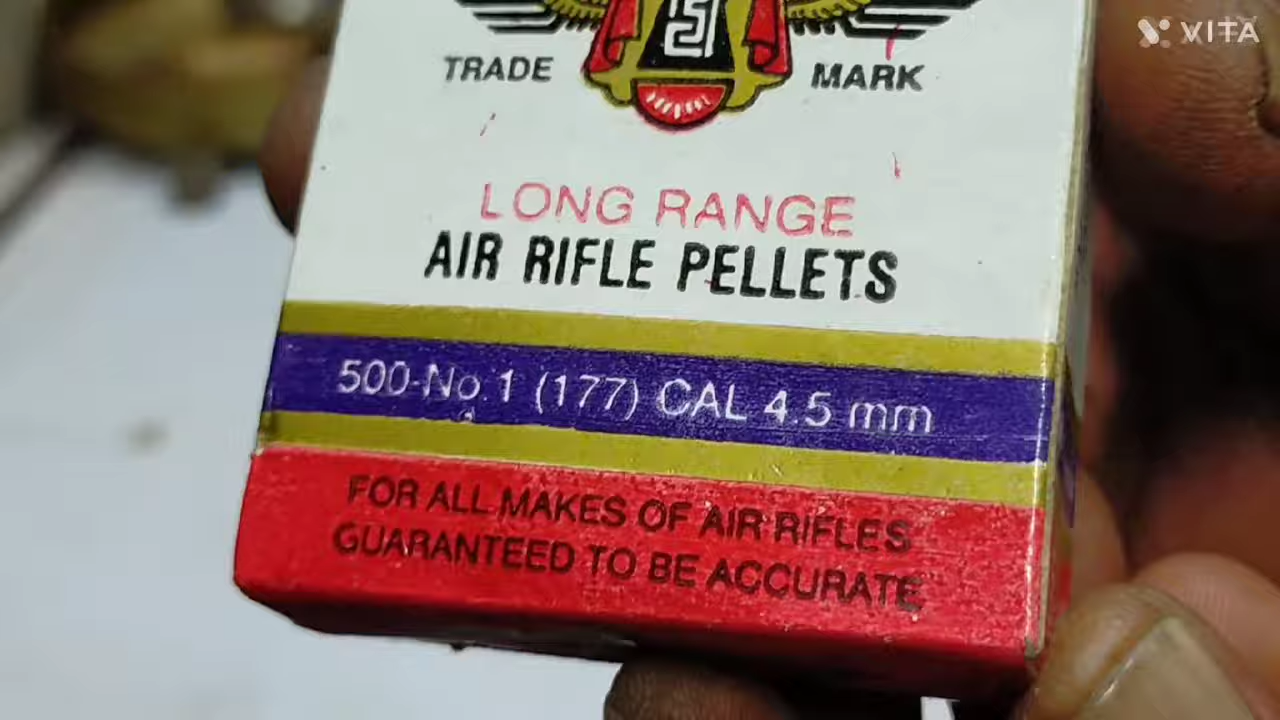 VITA
TRADE MARK
LONG RANGE
AIR RIFLE PELLETS
500-No.1 (177) CAL 4.5 mm
FOR ALL MAKES OF AIR RIFLES
GUARANTEED TO BE ACCURATE